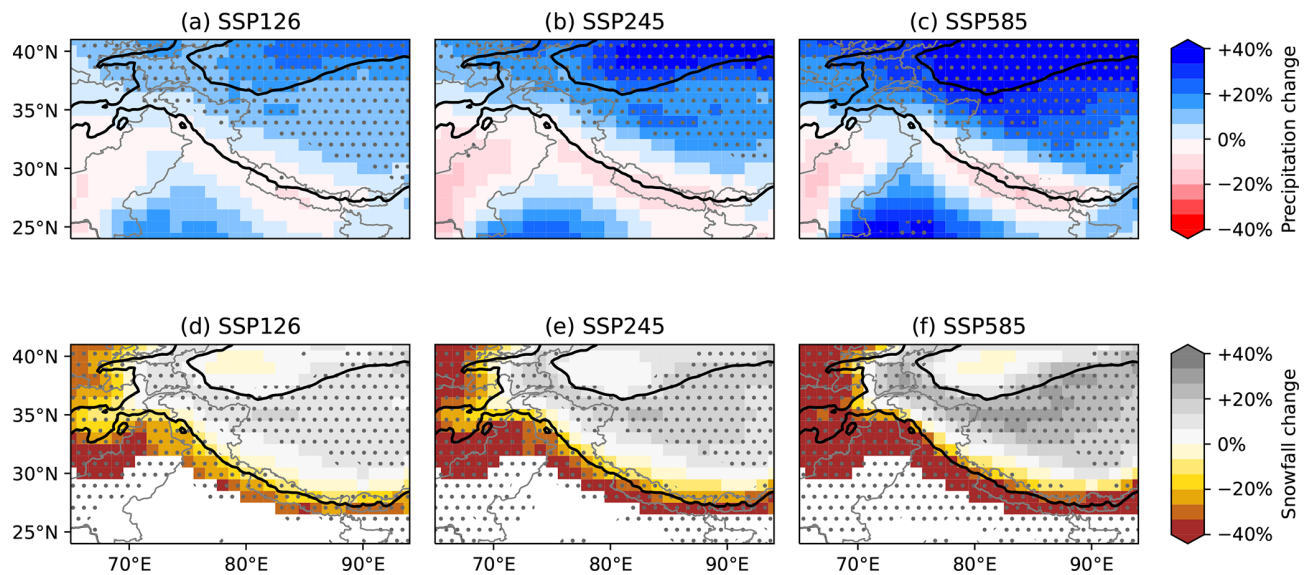 (a) SSP126
(b) SSP245
(c) SSP585
40°N
35°N
30°N
25°N
+40%
+20%
0%
−20%
−40%
Precipitation change
(d) SSP126
(e) SSP245
(f) SSP585
40°N
35°N
30°N
25°N
70°E
80°E
90°E
70°E
80°E
90°E
70°E
80°E
90°E
+40%
+20%
0%
−20%
−40%
Snowfall change